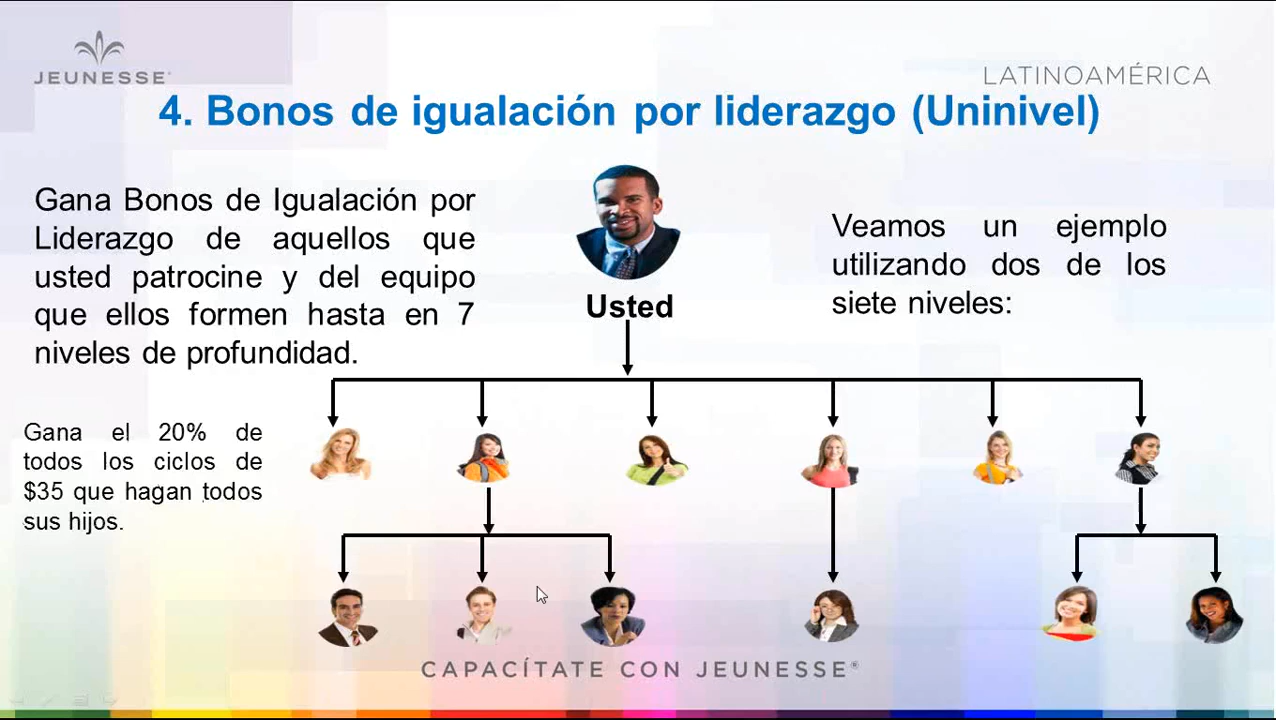 JEUNESSE®
LATINOAMÉRICA
4. Bonos de igualación por liderazgo (Uninivel)
Gana Bonos de Igualación por
Liderazgo de aquellos que
usted patrocine y del equipo
que ellos formen hasta en 7
niveles de profundidad.
Veamos un ejemplo
utilizando dos de los
siete niveles:
Usted
Gana el 20% de
todos los ciclos de
$35 que hagan todos
sus hijos.
CAPACÍTATE CON JEUNESSE®